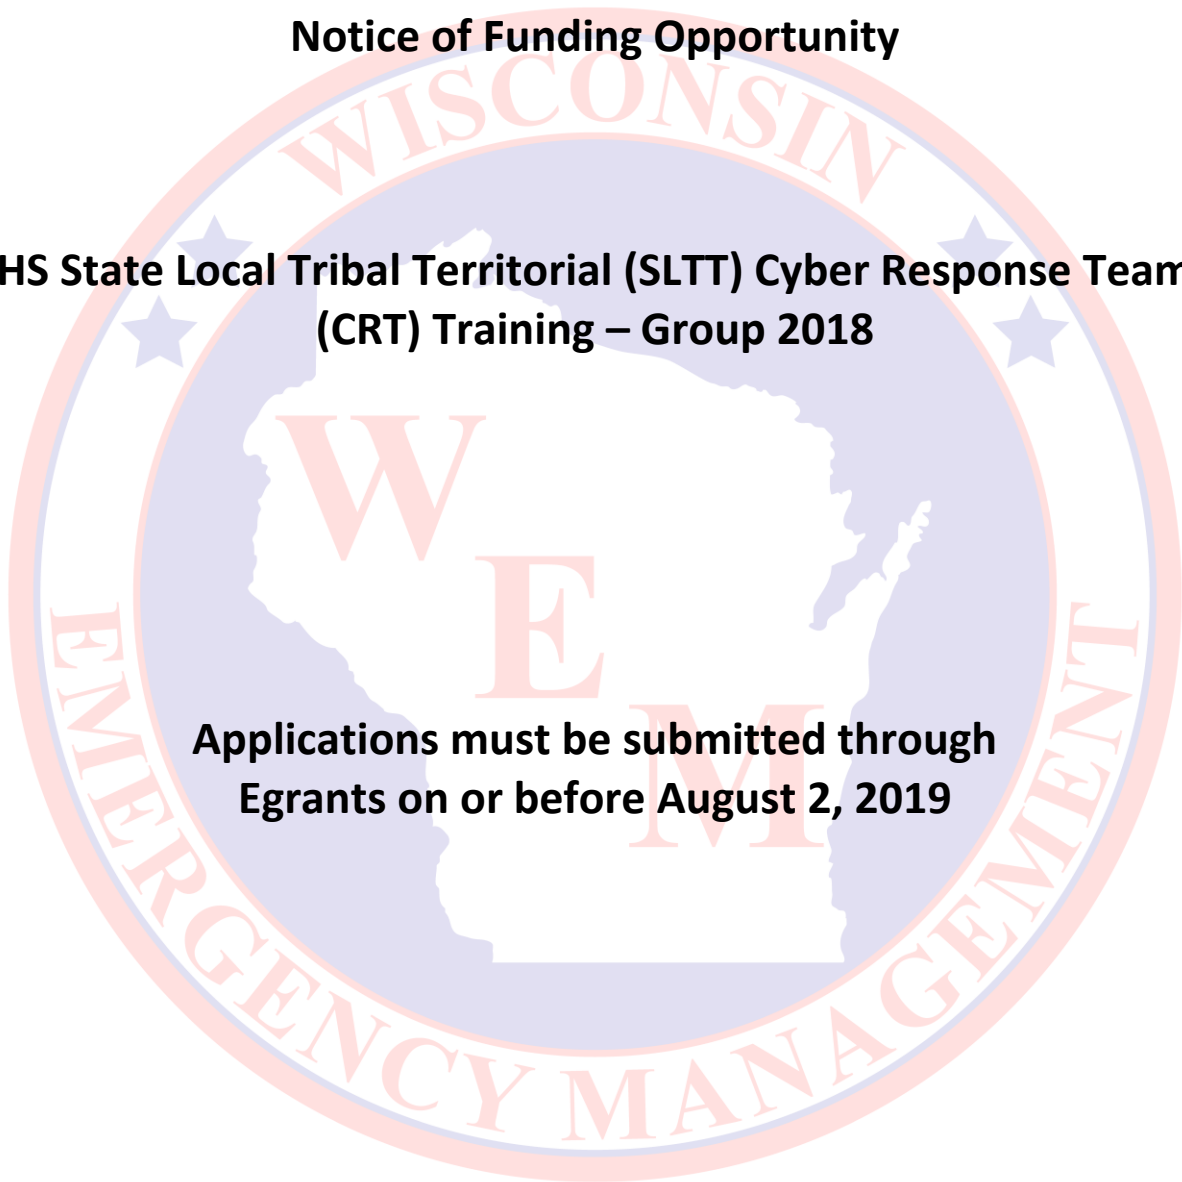 Notice of Funding Opportunity
WISCONSIN
HS State Local Tribal Territorial (SLTT) Cyber Response Team
(CRT) Training – Group 2018
W
E
M
Applications must be submitted through
Egrants on or before August 2, 2019
EMERGENCY MANAGEMENT